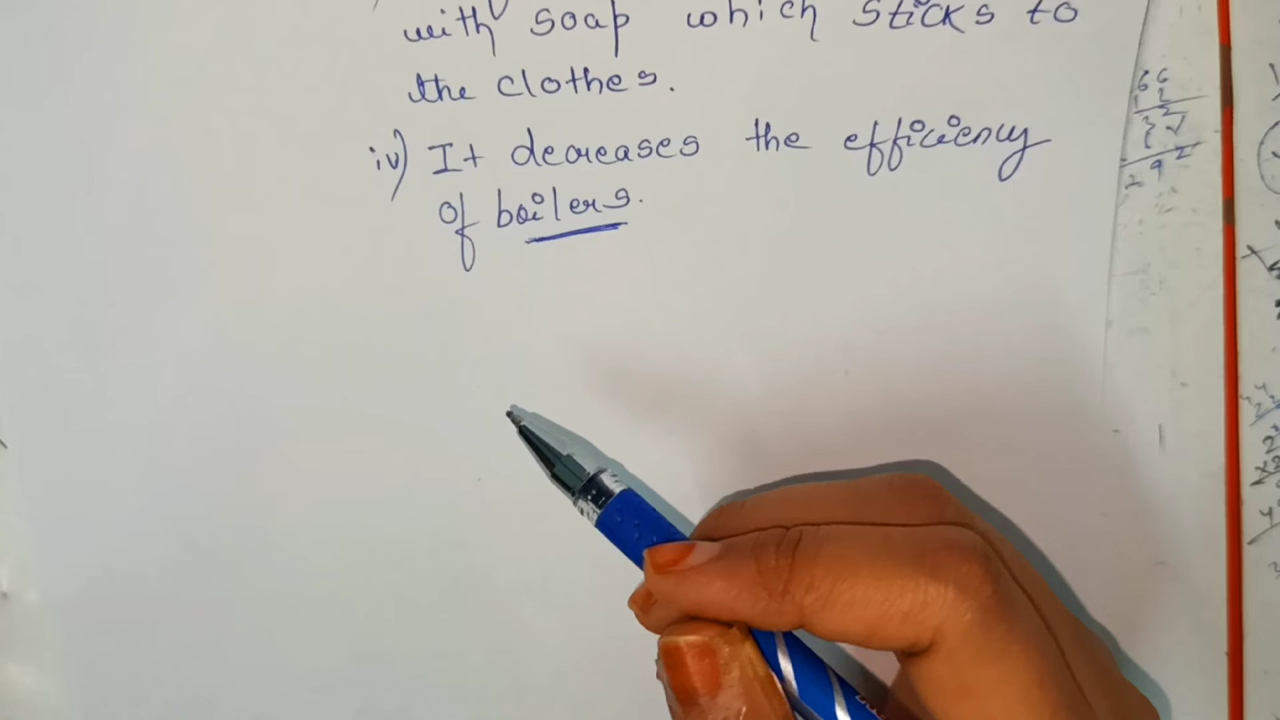 with soap which sticks to
the clothes.
iv) It decreases the efficiency
of boilers.